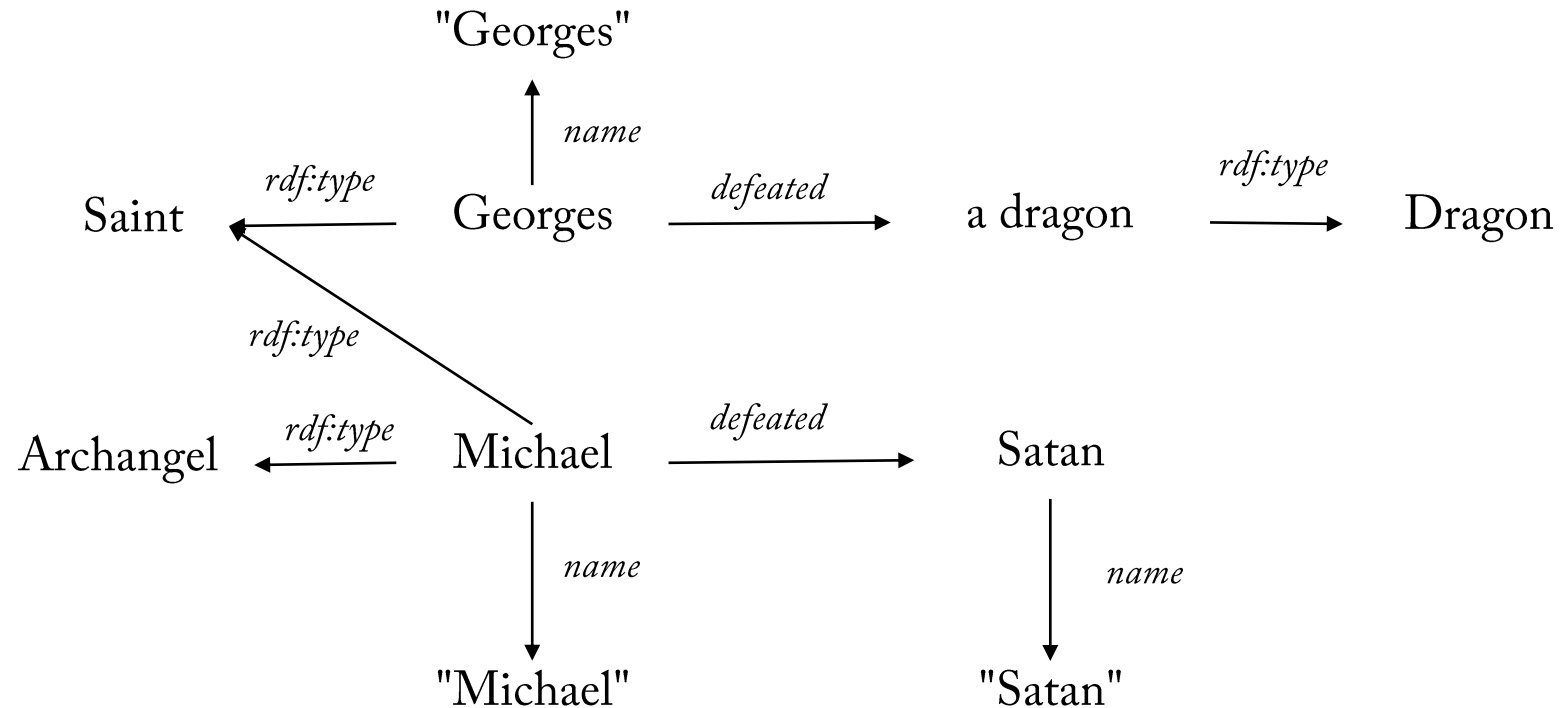 "Georges"
name
rdf:type
defeated
rdf:type
Saint
Georges
a dragon
Dragon
rdf:type
rdf:type
defeated
Archangel
Michael
Satan
name
name
"Michael"
"Satan"